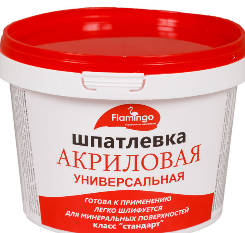 Flamingo
ШПАТЛЕВКА
АКРИЛОВАЯ
УНИВЕРСАЛЬНАЯ
ГОТОВА К ПРИМЕНЕНИЮ
ЛЕГКО ШЛИФУЕТСЯ
ДЛЯ МИНЕРАЛЬНЫХ ПОВЕРХНОСТЕЙ
класс "стандарт"